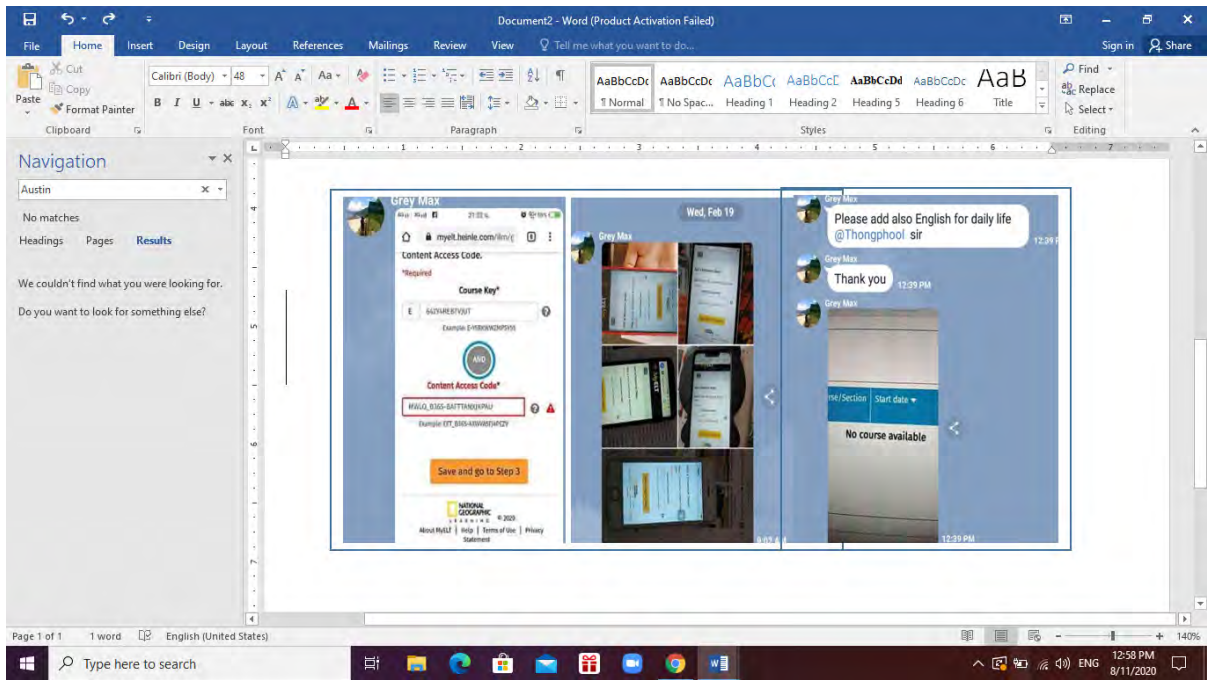 Document2 - Word (Product Activation Failed)
File Home Insert Design Layout References Mailings Review View Tell me what you want to do... Sign in Share
Paste
Cut
Copy
Format Painter
Clipboard
Calibri (Body) 48
Font
Paragraph
AaBbCcDc AaBbCcDc AaBbCc AaBbCcD AaBbCcDd AaBbCcDc AaB
¶ Normal ¶ No Spac... Heading 1 Heading 2 Heading 5 Heading 6 Title
Styles
Find
Replace
Select
Editing
Navigation
Austin
No matches
Headings Pages Results
We couldn't find what you were looking for.
Do you want to look for something else?
Grey Max
21:22
myelt.heinle.com/ilrn/
Content Access Code.
*Required
Course Key*
E
AND
Content Access Code*
Save and go to Step 3
NATIONAL
GEOGRAPHIC
LEARNING
About MyELT | Help | Terms of Use | Privacy
Statement
Wed, Feb 19
Grey Max
Grey Max
Please add also English for daily life
@Thongphool sir
Grey Max
Thank you
12:39 PM
Grey Max
Start date
No course available
12:39 PM
Page 1 of 1 1 word English (United States) 140%
Type here to search
ENG
12:58 PM
8/11/2020